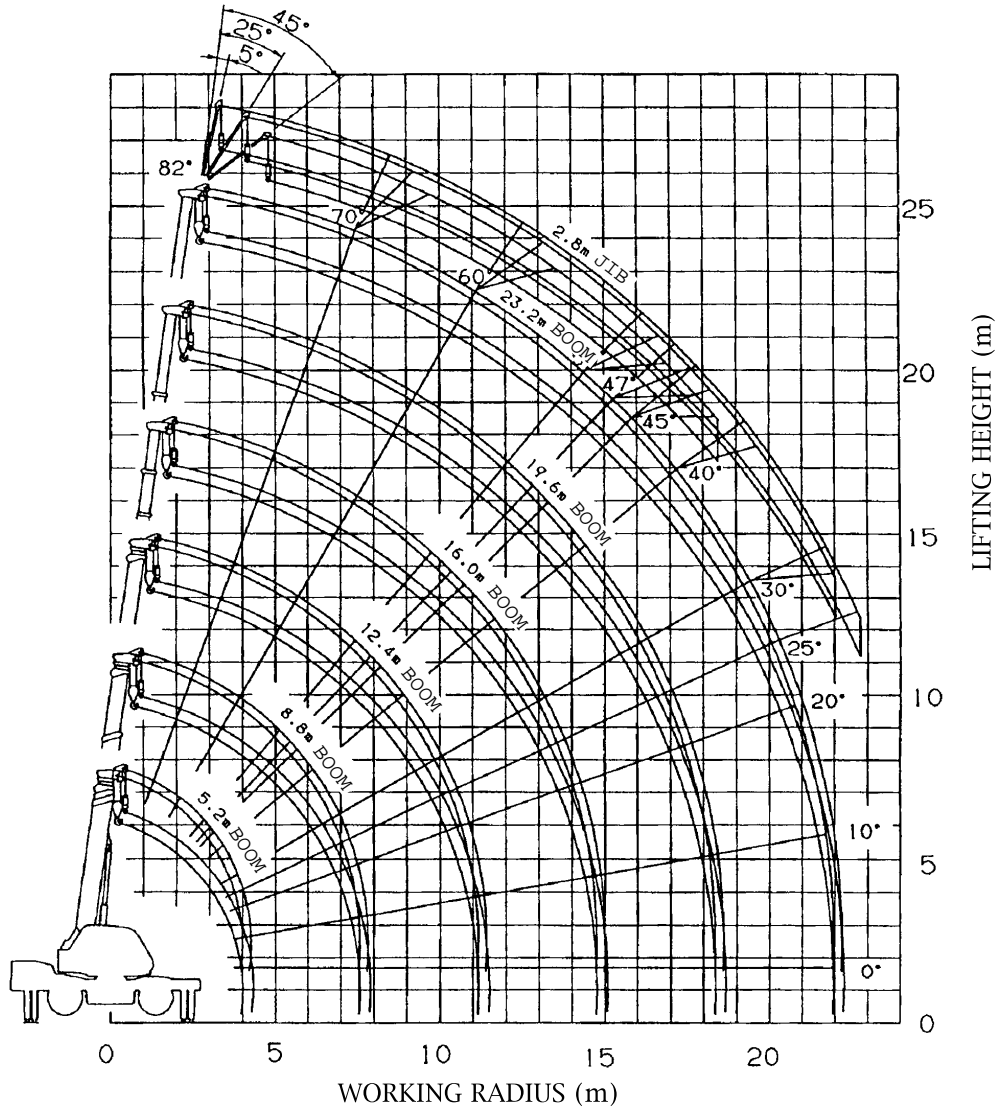 45°
25°
5°
82°
70°
60°
2.8m JIB
23.2m BOOM
47°
45°
40°
19.6m BOOM
16.0m BOOM
30°
12.4m BOOM
25°
20°
8.8m BOOM
5.2m BOOM
10°
0°
25
20
15
10
5
0
LIFTING HEIGHT (m)
0 5 10 15 20
WORKING RADIUS (m)